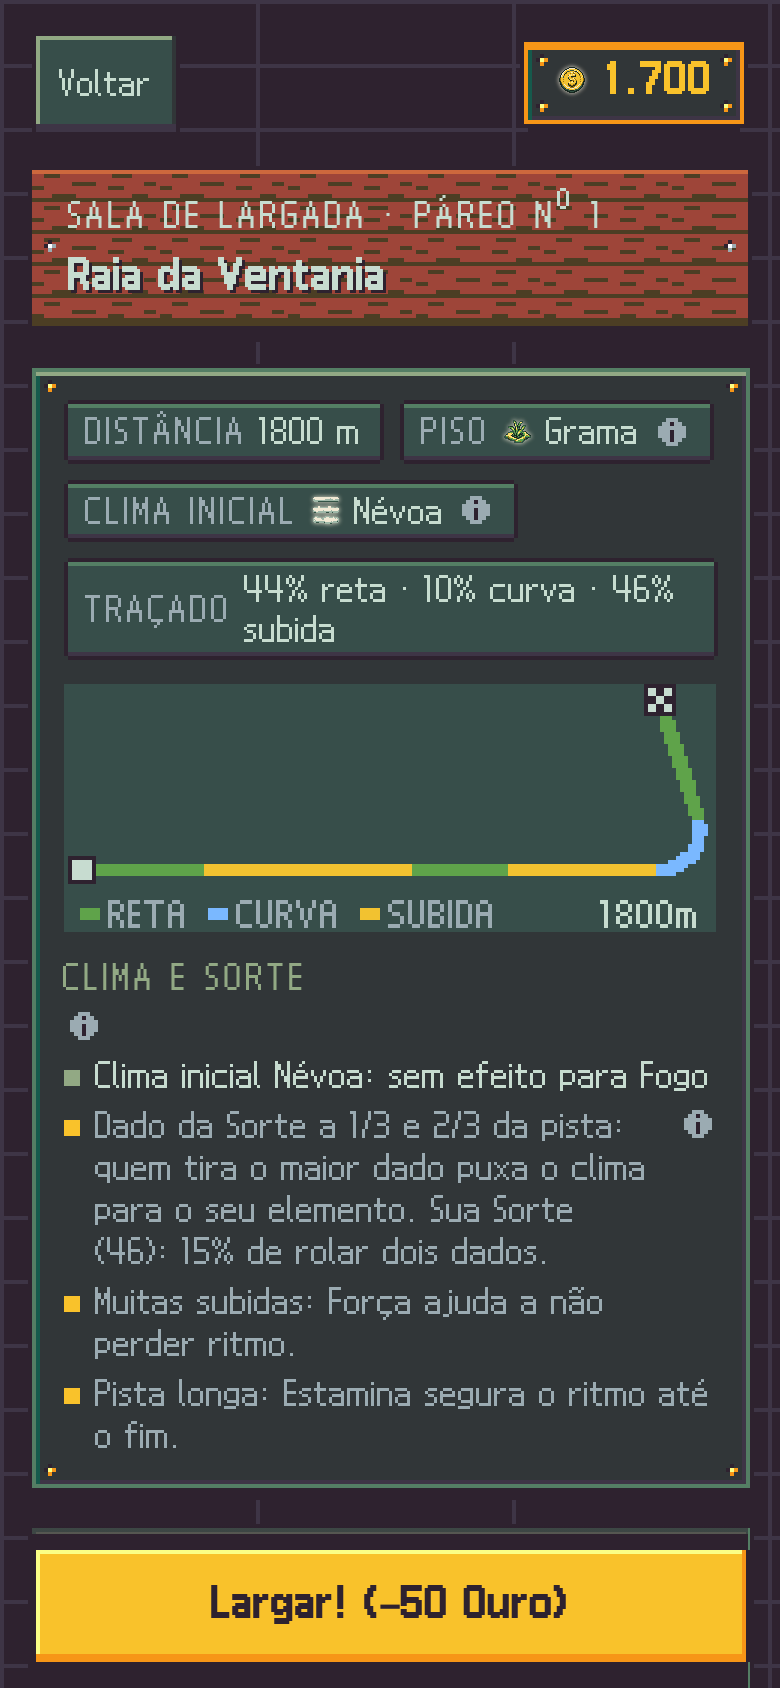 Voltar
1.700
SALA DE LARGADA · PÁREO Nº 1
Raia da Ventania
DISTÂNCIA 1800 m
PISO Grama
CLIMA INICIAL Névoa
TRAÇADO 44% reta · 10% curva · 46%
subida
RETA CURVA SUBIDA 1800m
CLIMA E SORTE
Clima inicial Névoa: sem efeito para Fogo
Dado da Sorte a 1/3 e 2/3 da pista:
quem tira o maior dado puxa o clima
para o seu elemento. Sua Sorte
(46): 15% de rolar dois dados.
Muitas subidas: Força ajuda a não
perder ritmo.
Pista longa: Estamina segura o ritmo até
o fim.
Largar! (−50 Ouro)